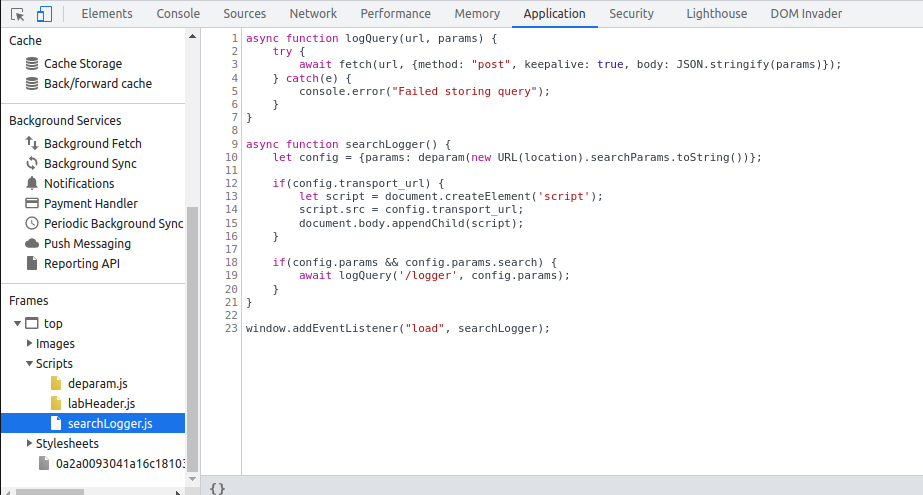 Elements Console Sources Network Performance Memory Application Security Lighthouse DOM Invader
Cache
Cache Storage
Back/forward cache
Background Services
Background Fetch
Background Sync
Notifications
Payment Handler
Periodic Background Sync
Push Messaging
Reporting API
Frames
top
Images
Scripts
deparam.js
labHeader.js
searchLogger.js
Stylesheets
0a2a0093041a16c18103
1 async function logQuery(url, params) {
2     try {
3         await fetch(url, {method: "post", keepalive: true, body: JSON.stringify(params)});
4     } catch(e) {
5         console.error("Failed storing query");
6     }
7 }
8
9 async function searchLogger() {
10     let config = {params: deparam(new URL(location).searchParams.toString())};
11
12     if(config.transport_url) {
13         let script = document.createElement('script');
14         script.src = config.transport_url;
15         document.body.appendChild(script);
16     }
17
18     if(config.params && config.params.search) {
19         await logQuery('/logger', config.params);
20     }
21 }
22
23 window.addEventListener("load", searchLogger);
{}